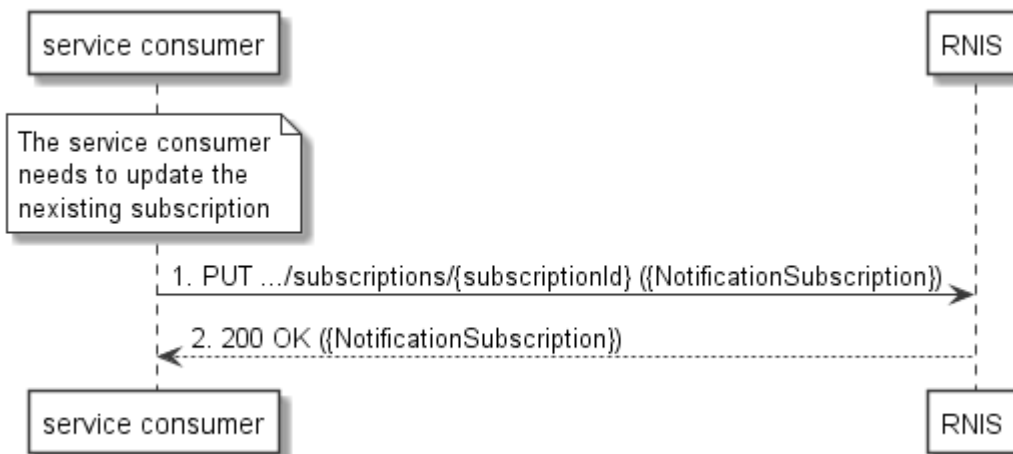 service consumer
RNIS
The service consumer
needs to update the
nexisting subscription
1. PUT .../subscriptions/{subscriptionId} ({NotificationSubscription})
2. 200 OK ({NotificationSubscription})
service consumer
RNIS